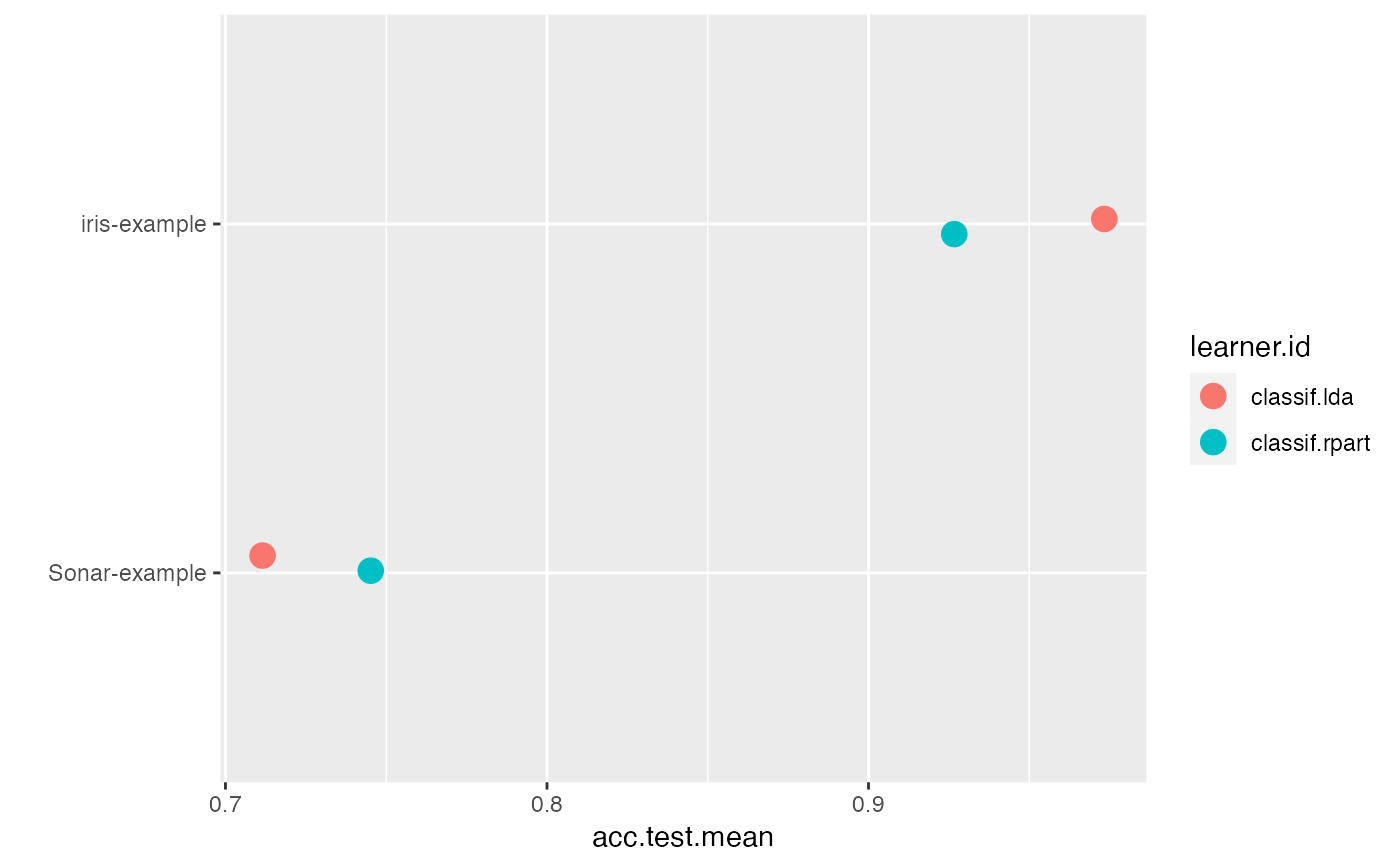 iris-example
Sonar-example
0.7
0.8
0.9
acc.test.mean
learner.id
classif.lda
classif.rpart